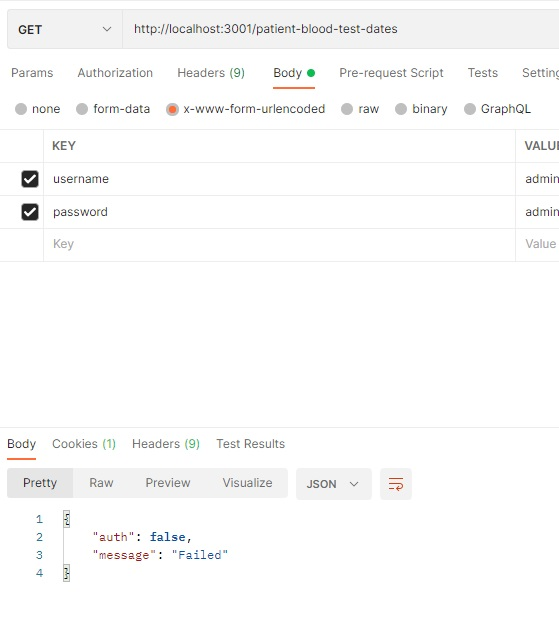 GET http://localhost:3001/patient-blood-test-dates
Params Authorization Headers (9) Body Pre-request Script Tests
none form-data x-www-form-urlencoded raw binary GraphQL
KEY
username admin
password admin
Key Value
Body Cookies (1) Headers (9) Test Results
Pretty Raw Preview Visualize JSON
1 {
2 "auth": false,
3 "message": "Failed"
4 }